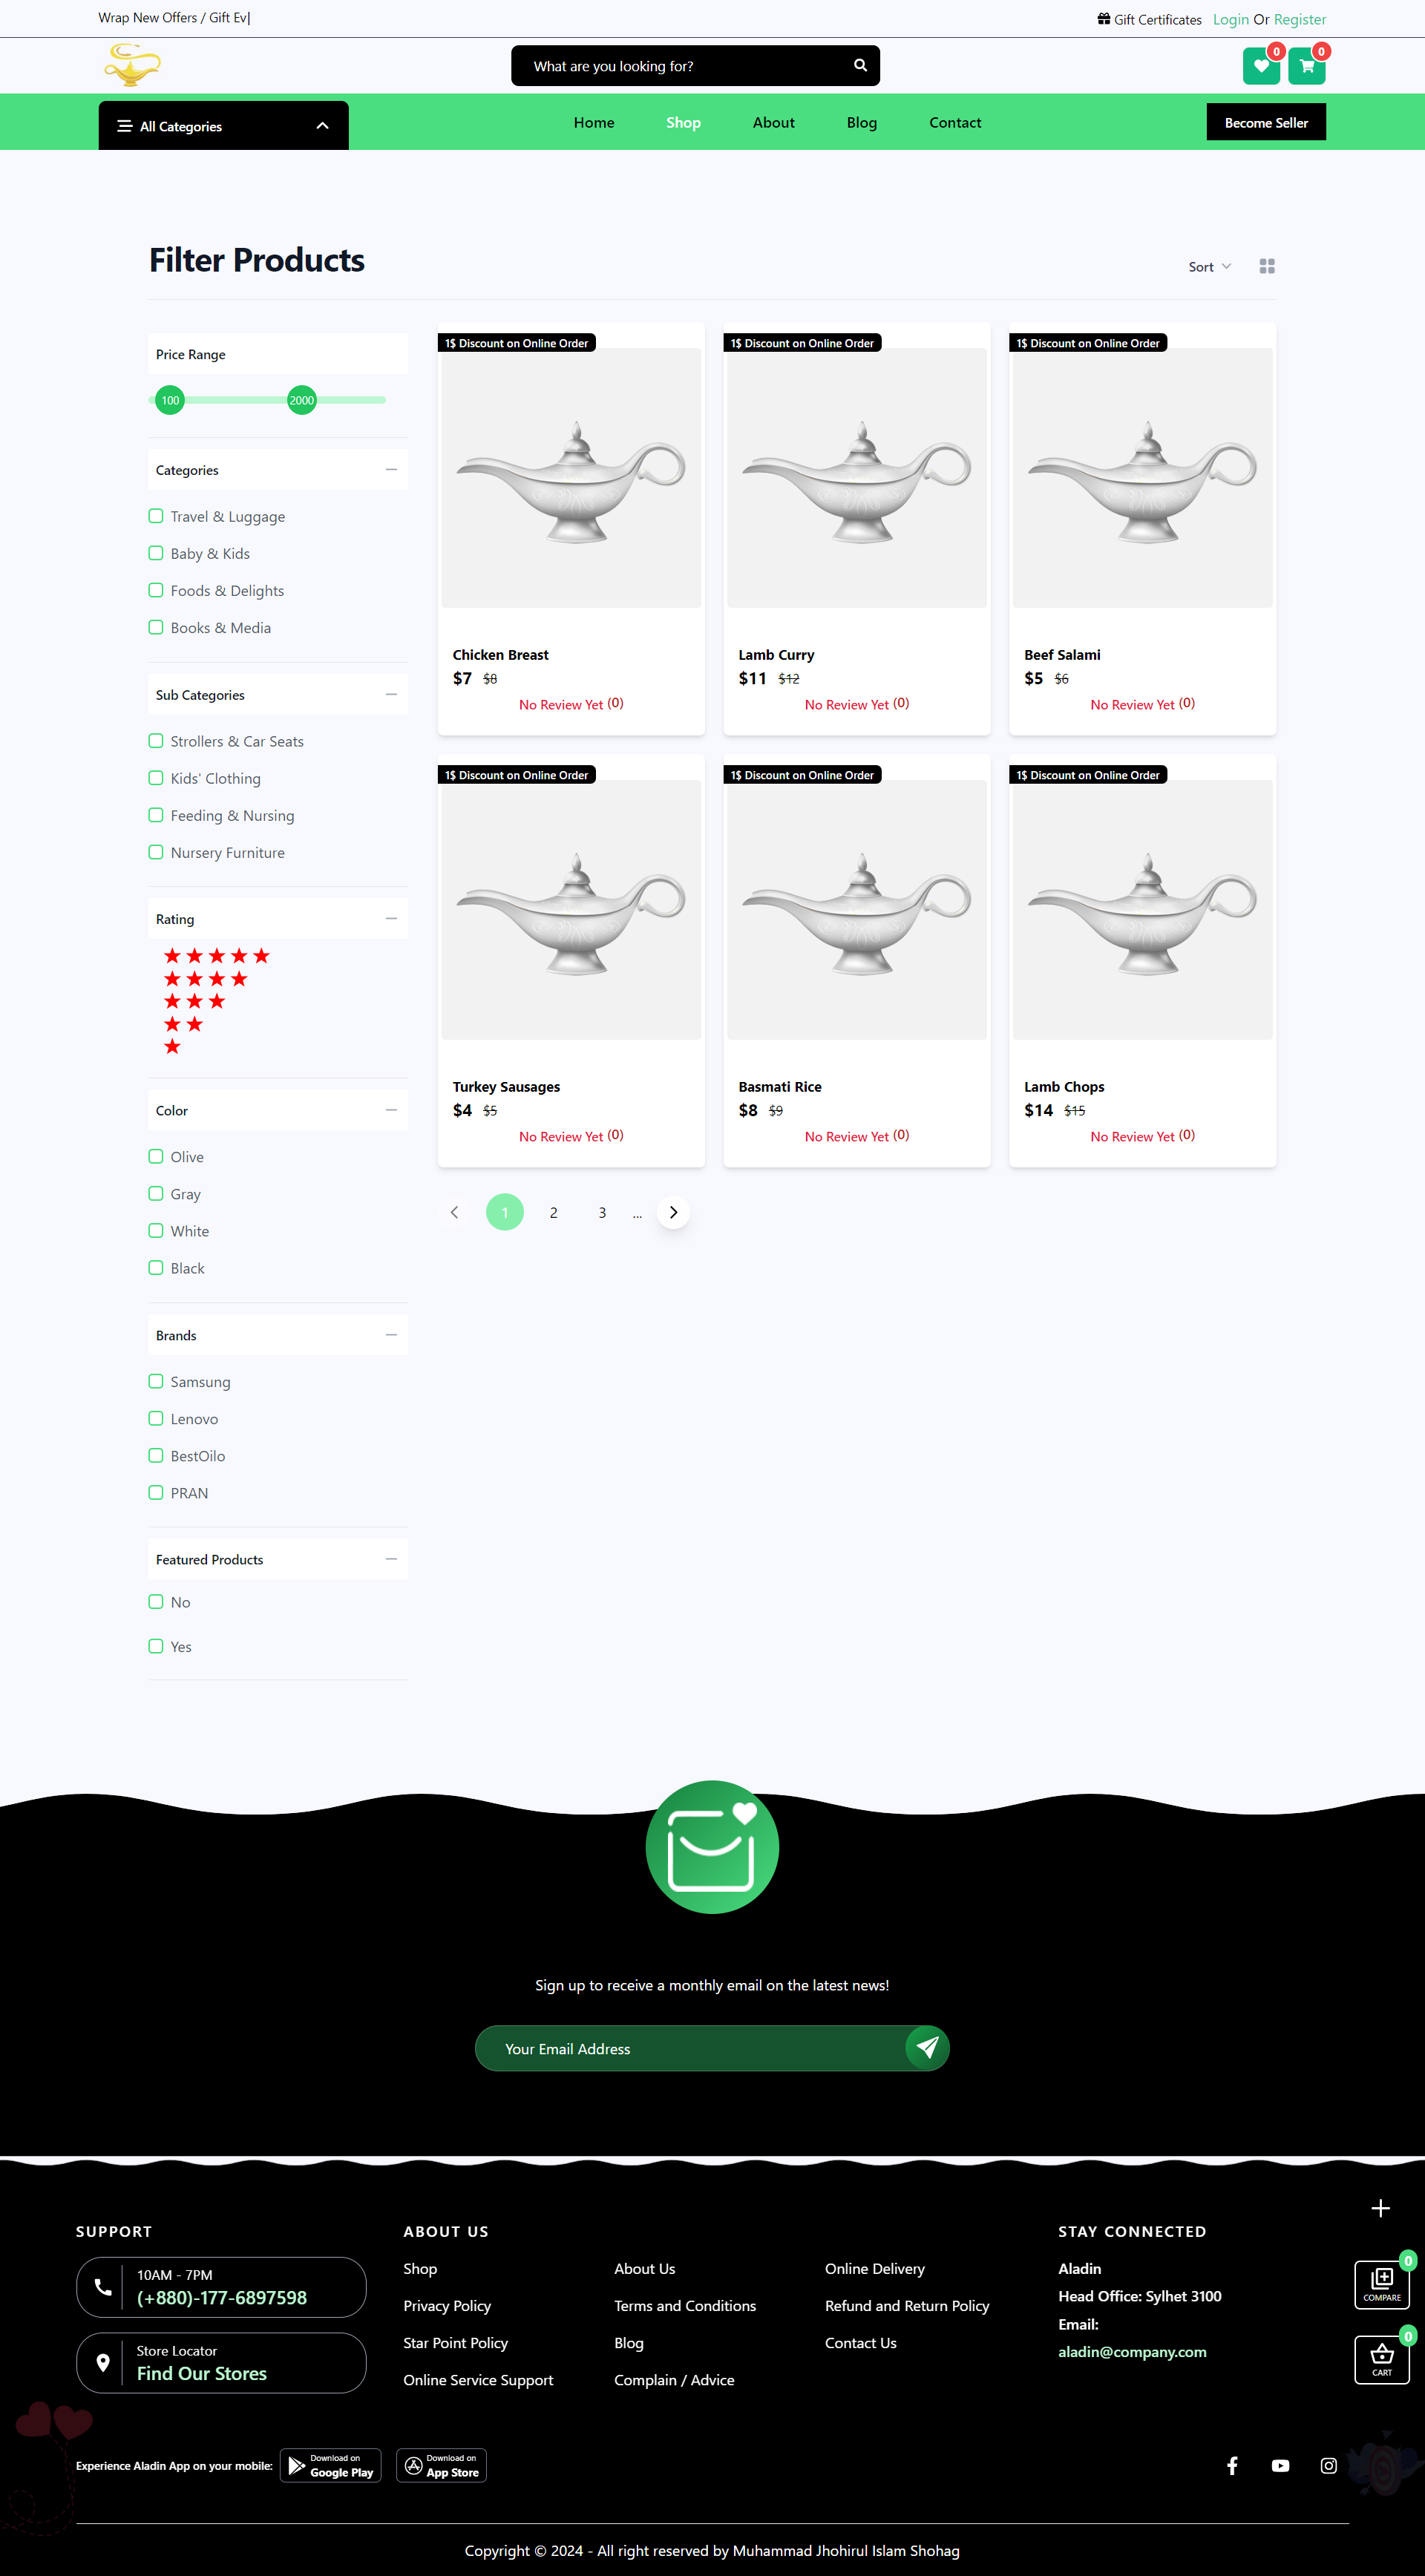 Wrap New Offers / Gift Ev|
Gift Certificates Login Or Register
What are you looking for?
0
0
All Categories
Home
Shop
About
Blog
Contact
Become Seller
Filter Products
Sort
Price Range
100
2000
Categories
Travel & Luggage
Baby & Kids
Foods & Delights
Books & Media
Sub Categories
Strollers & Car Seats
Kids' Clothing
Feeding & Nursing
Nursery Furniture
Rating
Color
Olive
Gray
White
Black
Brands
Samsung
Lenovo
BestOilo
PRAN
Featured Products
No
Yes
1$ Discount on Online Order
Chicken Breast
$7 $8
No Review Yet (0)
1$ Discount on Online Order
Lamb Curry
$11 $12
No Review Yet (0)
1$ Discount on Online Order
Beef Salami
$5 $6
No Review Yet (0)
1$ Discount on Online Order
Turkey Sausages
$4 $5
No Review Yet (0)
1$ Discount on Online Order
Basmati Rice
$8 $9
No Review Yet (0)
1$ Discount on Online Order
Lamb Chops
$14 $15
No Review Yet (0)
1 2 3 ...
Sign up to receive a monthly email on the latest news!
Your Email Address
SUPPORT
10AM - 7PM
(+880)-177-6897598
Store Locator
Find Our Stores
ABOUT US
Shop
About Us
Online Delivery
Privacy Policy
Terms and Conditions
Refund and Return Policy
Star Point Policy
Blog
Contact Us
Online Service Support
Complain / Advice
STAY CONNECTED
Aladin
Head Office: Sylhet 3100
Email:
aladin@company.com
0
COMPARE
0
CART
Experience Aladin App on your mobile:
Download on
Google Play
Download on
App Store
Copyright © 2024 - All right reserved by Muhammad Jhohirul Islam Shohag